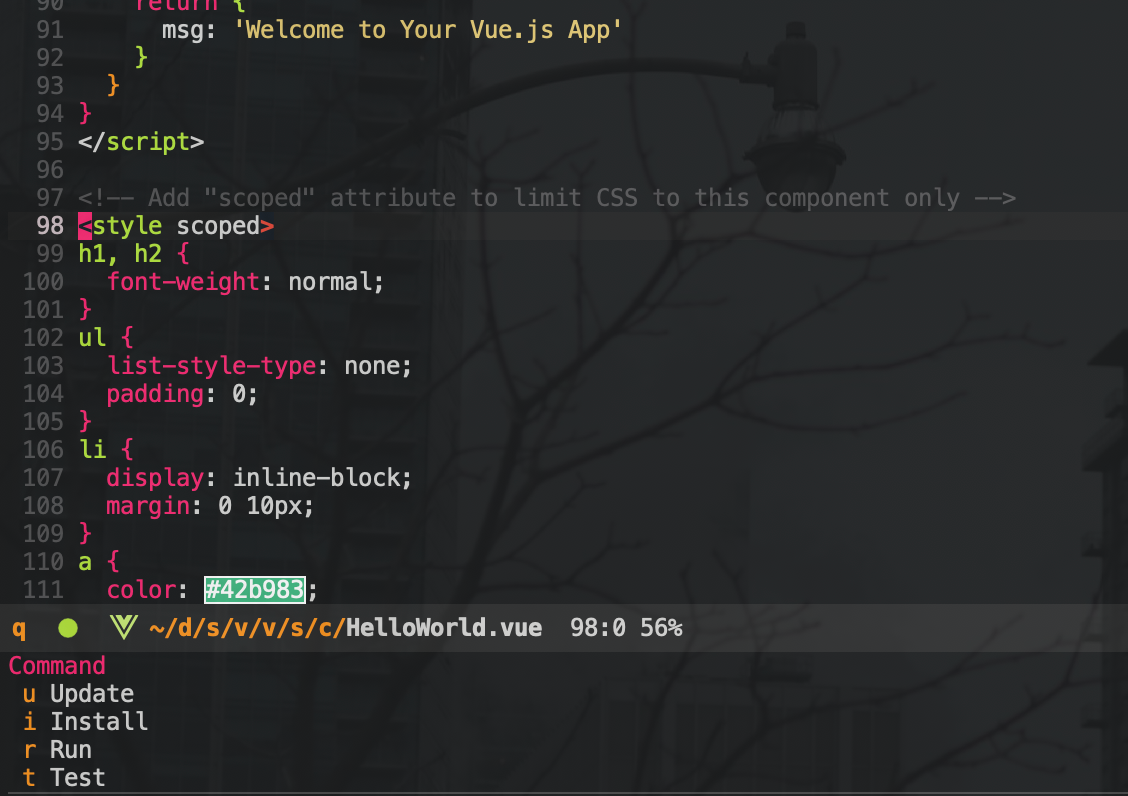 90     return {
91       msg: 'Welcome to Your Vue.js App'
92     }
93   }
94 }
95 </script>
96
97 <!-- Add "scoped" attribute to limit CSS to this component only -->
98 <style scoped>
99 h1, h2 {
100   font-weight: normal;
101 }
102 ul {
103   list-style-type: none;
104   padding: 0;
105 }
106 li {
107   display: inline-block;
108   margin: 0 10px;
109 }
110 a {
111   color: #42b983;
q ~/d/s/v/v/s/c/HelloWorld.vue 98:0 56%
Command
u Update
i Install
r Run
t Test